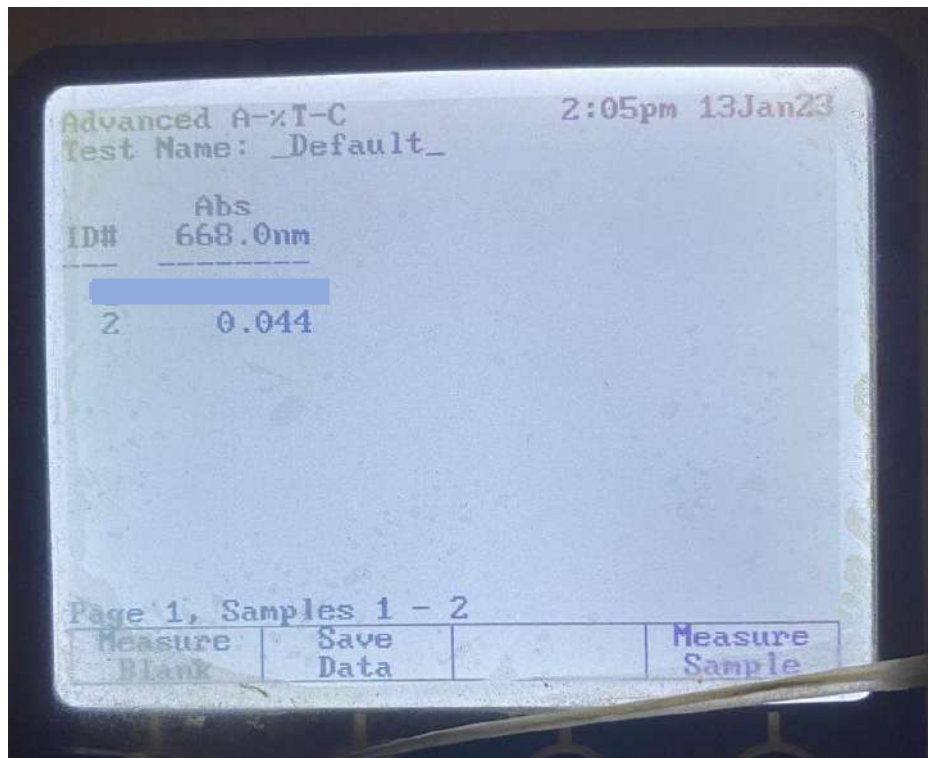 Advanced A-%T-C 2:05pm 13Jan23
Test Name: _Default_
Abs
ID# 668.0nm
---- --------
2 0.044
Page 1, Samples 1 - 2
Measure Save Measure
Blank Data Sample